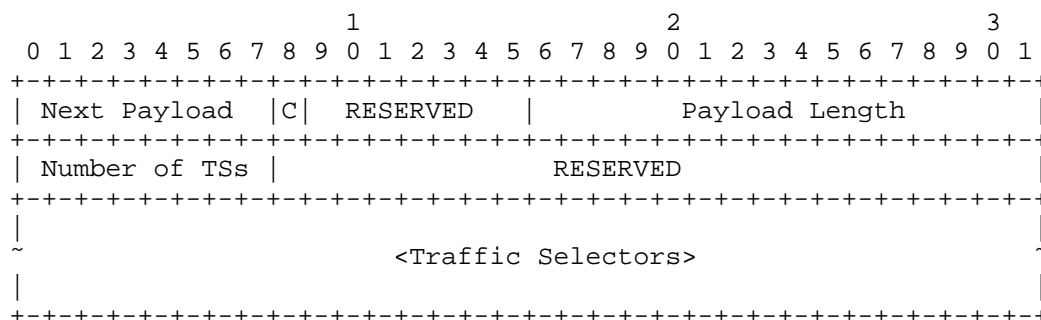 1                   2                   3
 0 1 2 3 4 5 6 7 8 9 0 1 2 3 4 5 6 7 8 9 0 1 2 3 4 5 6 7 8 9 0 1
+-+-+-+-+-+-+-+-+-+-+-+-+-+-+-+-+-+-+-+-+-+-+-+-+-+-+-+-+-+-+-+-+
| Next Payload  |C|  RESERVED   |         Payload Length        |
+-+-+-+-+-+-+-+-+-+-+-+-+-+-+-+-+-+-+-+-+-+-+-+-+-+-+-+-+-+-+-+-+
| Number of TSs |                 RESERVED                      |
+-+-+-+-+-+-+-+-+-+-+-+-+-+-+-+-+-+-+-+-+-+-+-+-+-+-+-+-+-+-+-+-+
|                                                               |
~                       <Traffic Selectors>                     ~
|                                                               |
+-+-+-+-+-+-+-+-+-+-+-+-+-+-+-+-+-+-+-+-+-+-+-+-+-+-+-+-+-+-+-+-+